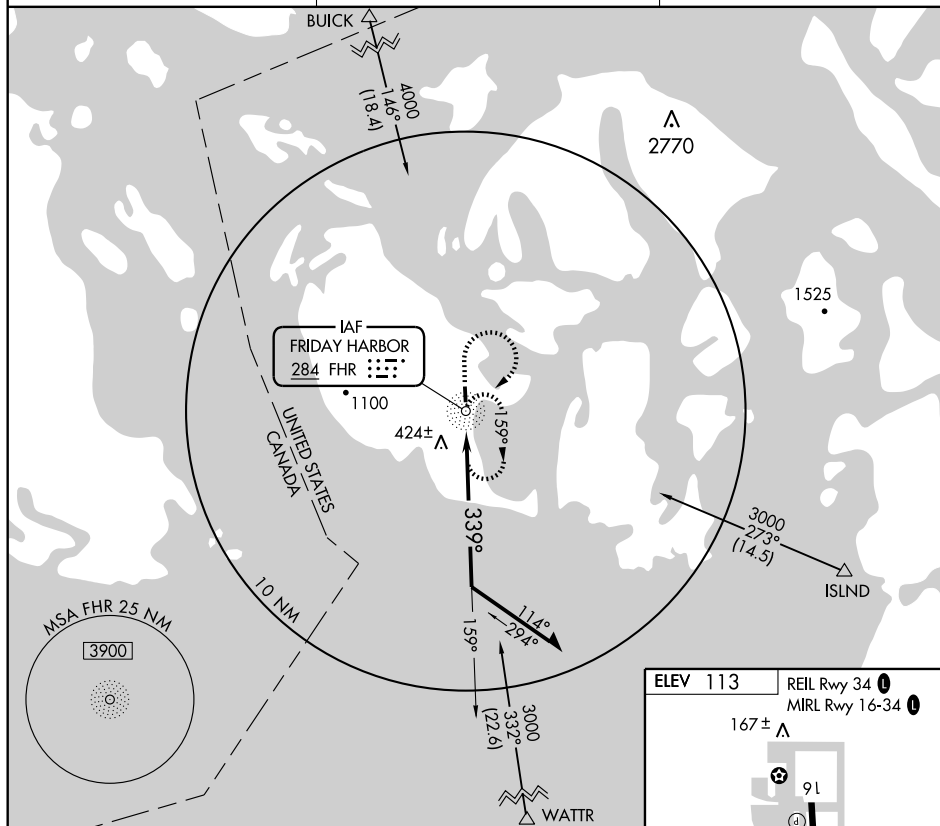 BUICK
4000
146°
(18.4)
2770
1525
IAF
FRIDAY HARBOR
284 FHR
1100
424±
159°
UNITED STATES
CANADA
339°
3000
273°
(14.5)
ISLND
10 NM
MSA FHR 25 NM
3900
114°
294°
159°
3000
332°
(22.6)
WATTR
ELEV 113
REIL Rwy 34 L
MIRL Rwy 16-34 L
167±
16
P